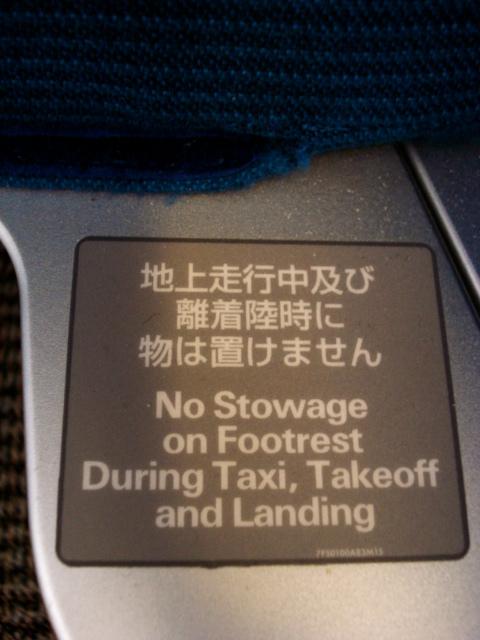 地上走行中及び
離着陸時に
物は置けません
No Stowage
on Footrest
During Taxi, Takeoff
and Landing